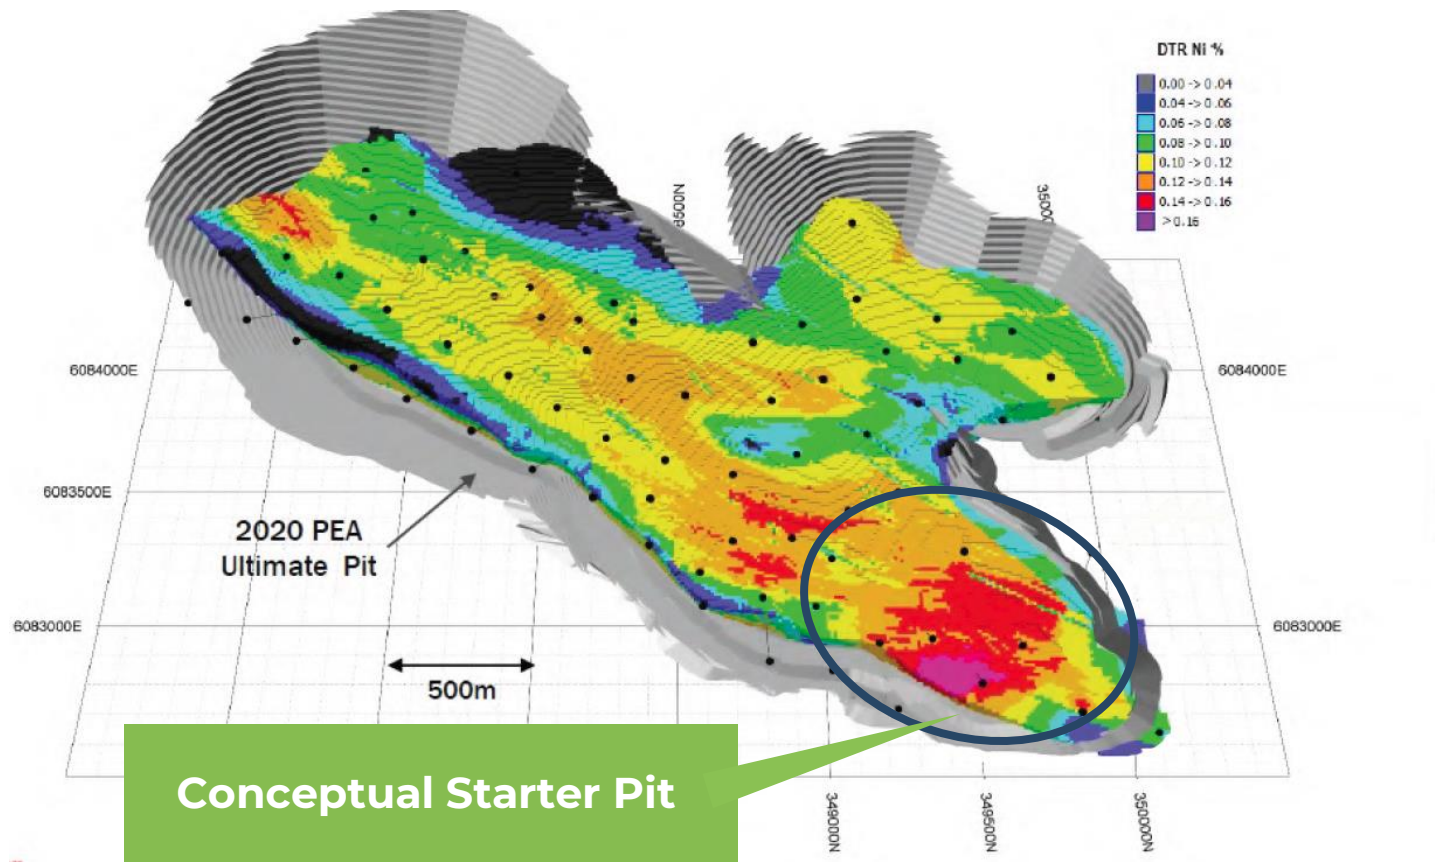 DTR Ni %
0.00 -> 0.04
0.04 -> 0.06
0.06 -> 0.08
0.08 -> 0.10
0.10 -> 0.12
0.12 -> 0.14
0.14 -> 0.16
> 0.16
6084000E
6084000E
6083500E
2020 PEA
Ultimate Pit
6083000E
6083000E
500m
Conceptual Starter Pit
349000N
349500N
350000N